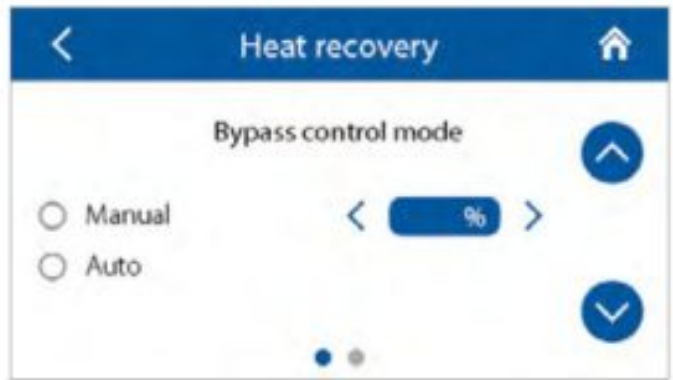 Heat recovery
Bypass control mode
Manual
%
Auto